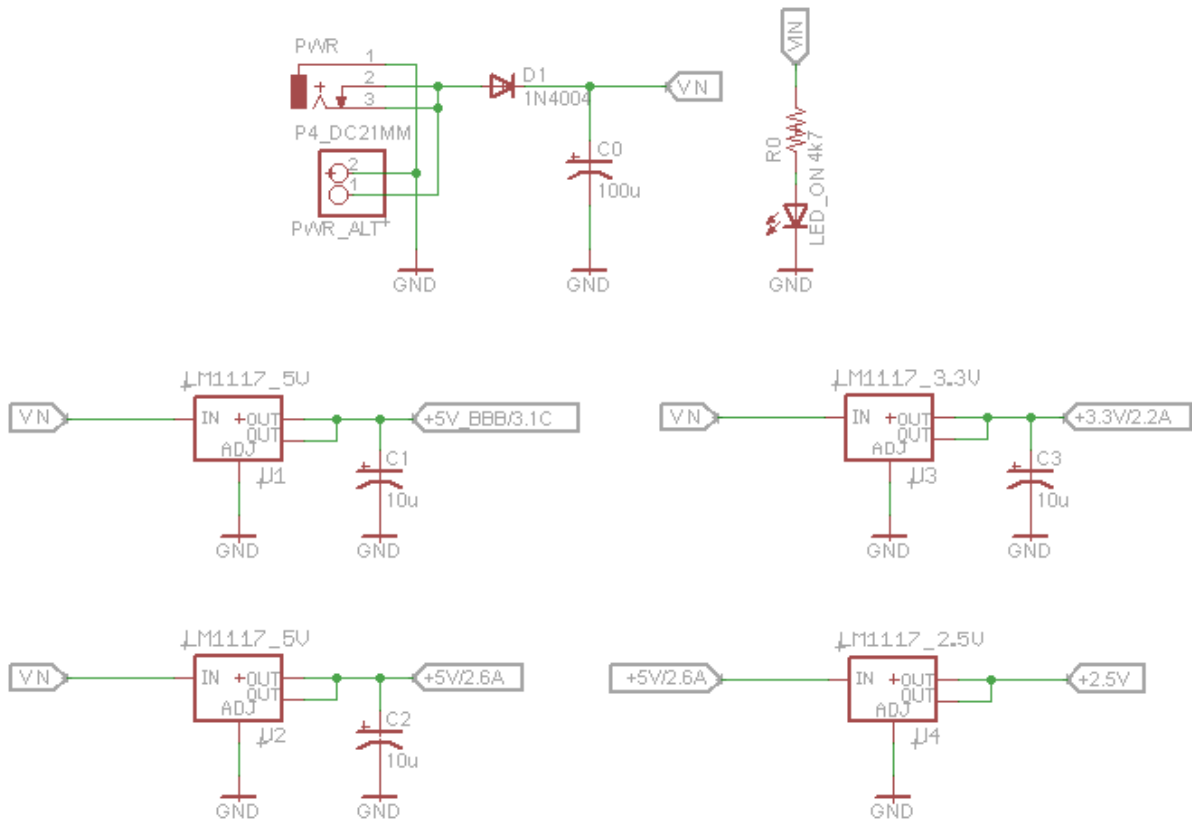 PWR
1
2
3
P4_DC21MM
2
1
PWR_ALT
GND
D1
1N4004
VN
C0
100u
GND
VIN
R0
4k7
LED_ON
GND
LM1117_5V
VN
IN
OUT
OUT
ADJ
U1
+5V_BBB/3.1C
C1
10u
GND
GND
LM1117_3.3V
VN
IN
OUT
OUT
ADJ
U3
+3.3V/2.2A
C3
10u
GND
GND
LM1117_5V
VN
IN
OUT
OUT
ADJ
U2
+5V/2.6A
C2
10u
GND
GND
LM1117_2.5V
+5V/2.6A
IN
OUT
OUT
ADJ
U4
+2.5V
GND